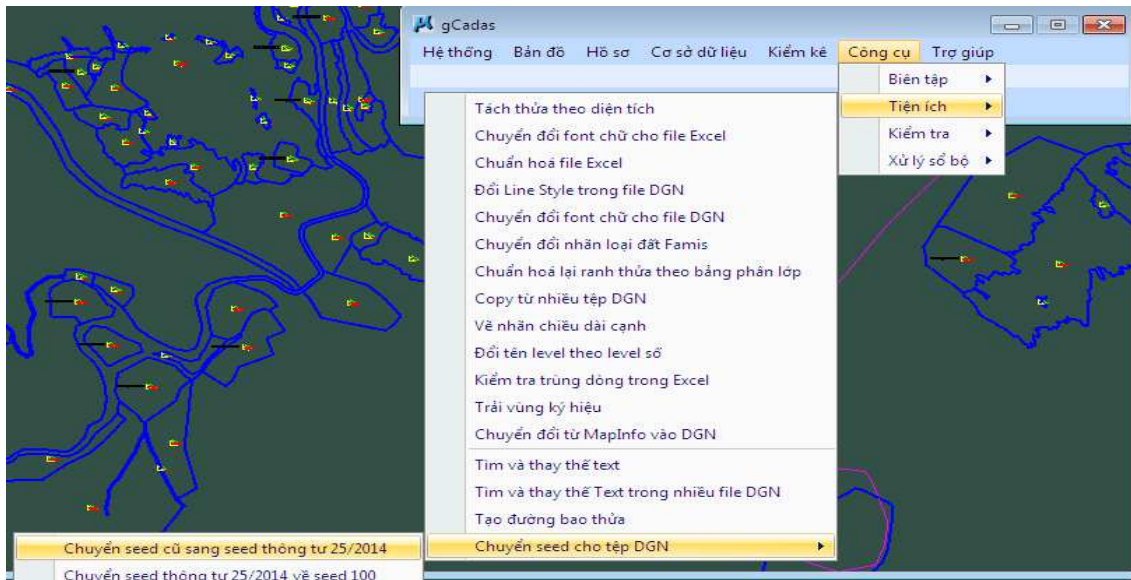 gCadas
Hệ thống Bản đồ Hồ sơ Cơ sở dữ liệu Kiểm kê Công cụ Trợ giúp
Biên tập
Tiện ích
Kiểm tra
Xử lý sổ bộ
Tách thửa theo diện tích
Chuyển đổi font chữ cho file Excel
Chuẩn hoá file Excel
Đổi Line Style trong file DGN
Chuyển đổi font chữ cho file DGN
Chuyển đổi nhãn loại đất Famis
Chuẩn hoá lại ranh thửa theo bảng phân lớp
Copy từ nhiều tệp DGN
Vẽ nhãn chiều dài cạnh
Đổi tên level theo level số
Kiểm tra trùng dòng trong Excel
Trải vùng ký hiệu
Chuyển đổi từ MapInfo vào DGN
Tìm và thay thế text
Tìm và thay thế Text trong nhiều file DGN
Tạo đường bao thửa
Chuyển seed cho tệp DGN
Chuyển seed cũ sang seed thông tư 25/2014
Chuyển seed thông tư 25/2014 về seed 100